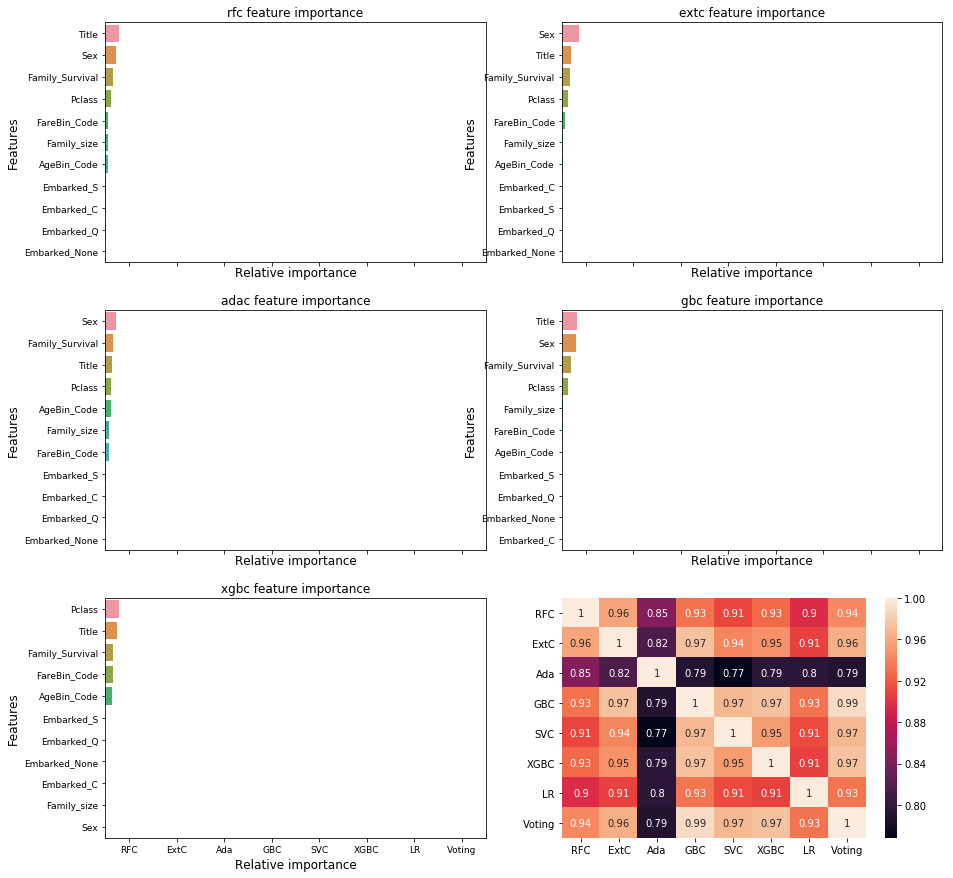 rfc feature importance
Title
Sex
Family_Survival
Pclass
FareBin_Code
Family_size
AgeBin_Code
Embarked_S
Embarked_C
Embarked_Q
Embarked_None
Features
Relative importance
extc feature importance
Sex
Title
Family_Survival
Pclass
FareBin_Code
Family_size
AgeBin_Code
Embarked_C
Embarked_S
Embarked_Q
Embarked_None
Features
Relative importance
adac feature importance
Sex
Family_Survival
Title
Pclass
AgeBin_Code
Family_size
FareBin_Code
Embarked_S
Embarked_C
Embarked_Q
Embarked_None
Features
Relative importance
gbc feature importance
Title
Sex
Family_Survival
Pclass
Family_size
FareBin_Code
AgeBin_Code
Embarked_S
Embarked_Q
Embarked_None
Embarked_C
Features
Relative importance
xgbc feature importance
Pclass
Title
Family_Survival
FareBin_Code
AgeBin_Code
Embarked_S
Embarked_Q
Embarked_None
Embarked_C
Family_size
Sex
Features
RFC ExtC Ada GBC SVC XGBC LR Voting
Relative importance
RFC 1 0.96 0.85 0.93 0.91 0.93 0.9 0.94
ExtC 0.96 1 0.82 0.97 0.94 0.95 0.91 0.96
Ada 0.85 0.82 1 0.79 0.77 0.79 0.8 0.79
GBC 0.93 0.97 0.79 1 0.97 0.97 0.93 0.99
SVC 0.91 0.94 0.77 0.97 1 0.95 0.91 0.97
XGBC 0.93 0.95 0.79 0.97 0.95 1 0.91 0.97
LR 0.9 0.91 0.8 0.93 0.91 0.91 1 0.93
Voting 0.94 0.96 0.79 0.99 0.97 0.97 0.93 1
RFC ExtC Ada GBC SVC XGBC LR Voting
1.00
0.96
0.92
0.88
0.84
0.80